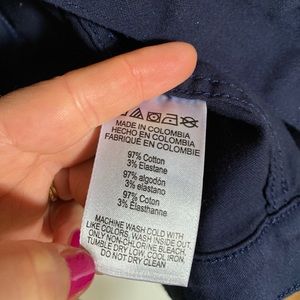 MADE IN COLOMBIA
HECHO EN COLOMBIA
FABRIQUÉ EN COLOMBIE
97% Cotton
3% Elastane
97% algodón
3% elastano
97% Coton
3% Élasthanne
MACHINE WASH COLD WITH
LIKE COLORS, WASH INSIDE OUT,
ONLY NON-CHLORINE BLEACH,
TUMBLE DRY LOW, COOL IRON,
DO NOT DRY CLEAN